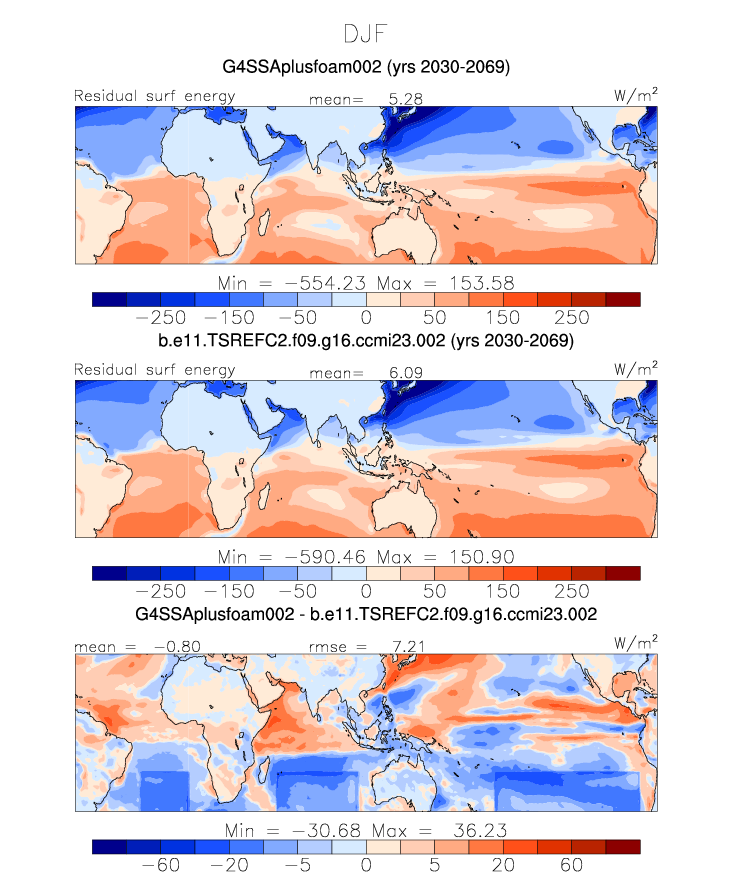 DJF
G4SSAplusfoam002 (yrs 2030-2069)
Residual surf energy mean= 5.28 W/m²
Min = −554.23 Max = 153.58
−250 −150 −50 0 50 150 250
b.e11.TSREFC2.f09.g16.ccmi23.002 (yrs 2030-2069)
Residual surf energy mean= 6.09 W/m²
Min = −590.46 Max = 150.90
−250 −150 −50 0 50 150 250
G4SSAplusfoam002 - b.e11.TSREFC2.f09.g16.ccmi23.002
mean = −0.80 rmse = 7.21 W/m²
Min = −30.68 Max = 36.23
−60 −20 −5 0 5 20 60